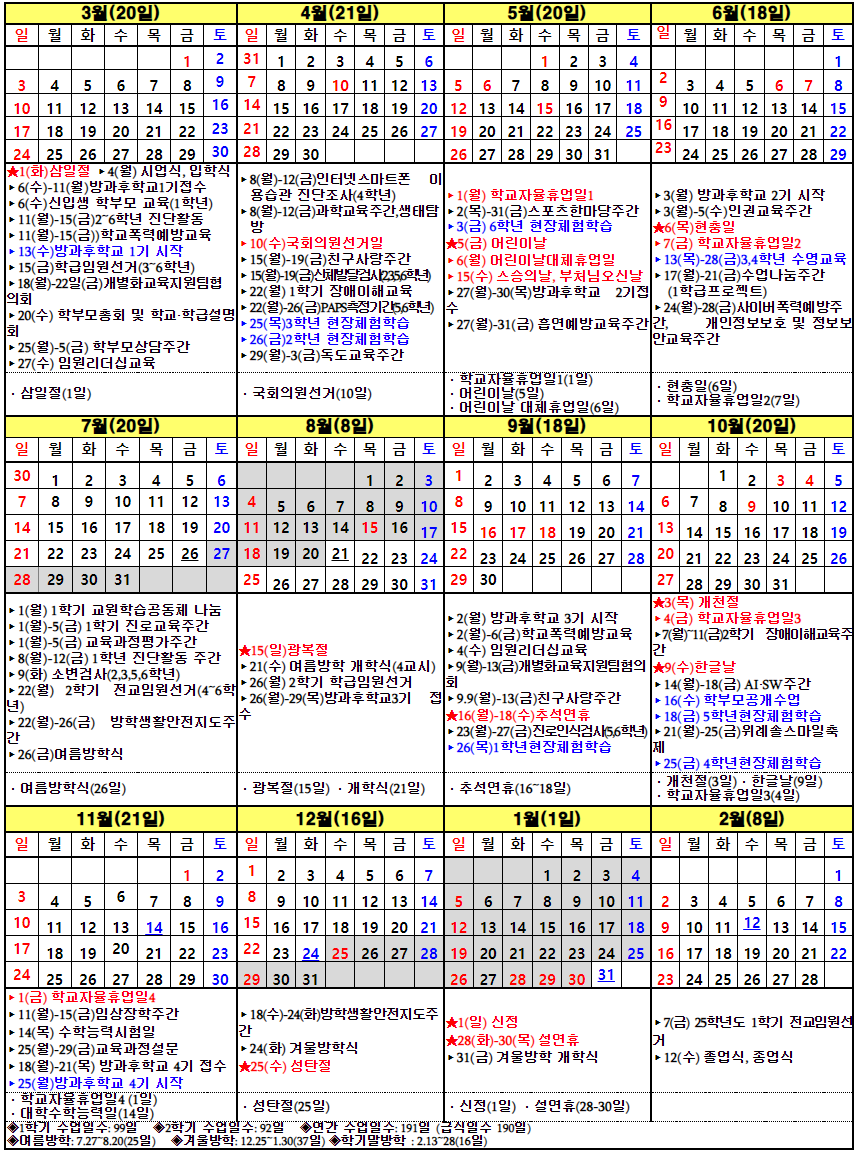 3월(20일) 4월(21일) 5월(20일) 6월(18일)
일 월 화 수 목 금 토 일 월 화 수 목 금 토 일 월 화 수 목 금 토 일 월 화 수 목 금 토
1 2 31 1 2 3 4 5 6 1 2 3 4 1
3 4 5 6 7 8 9 7 8 9 10 11 12 13 5 6 7 8 9 10 11 2 3 4 5 6 7 8
10 11 12 13 14 15 16 14 15 16 17 18 19 20 12 13 14 15 16 17 18 9 10 11 12 13 14 15
17 18 19 20 21 22 23 21 22 23 24 25 26 27 19 20 21 22 23 24 25 16 17 18 19 20 21 22
24 25 26 27 28 29 30 28 29 30 26 27 28 29 30 31 23 24 25 26 27 28 29
★1(화)삼일절 ▸4(월) 시업식, 입학식
▸6(수)-11(월)방과후학교1기접수
▸6(수)신입생 학부모 교육(1학년)
▸11(월)-15(금)2~6학년 진단활동
▸11(월)-15(금))학교폭력예방교육
▸13(수)방과후학교 1기 시작
▸15(금)학급임원선거(3~6학년)
▸18(월)-22일(금)개별화교육지원팀협
의회
▸20(수) 학부모총회 및 학교·학급설명
회
▸25(월)-5(금) 학부모상담주간
▸27(수) 임원리더십교육
· 삼일절(1일)
▸8(월)-12(금)인터넷스마트폰 이
용습관 진단조사(4학년)
▸8(월)-12(금)과학교육주간,생태탐
방
▸10(수)국회의원선거일
▸15(월)-19(금)친구사랑주간
▸15(월)-19(금)신체발달검사(2,3,5,6학년)
▸22(월) 1학기 장애이해교육
▸22(월)-26(금)PAPS측정기간(5,6학년)
▸25(목)3학년 현장체험학습
▸26(금)2학년 현장체험학습
▸29(월)-3(금)독도교육주간
· 국회의원선거(10일)
▸1(월) 학교자율휴업일1
▸2(목)-31(금)스포츠한마당주간
▸3(금) 6학년 현장체험학습
★5(금) 어린이날
▸6(월) 어린이날대체휴업일
▸15(수) 스승의날, 부처님오신날
▸27(월)-30(목)방과후학교 2기접
수
▸27(월)-31(금) 흡연예방교육주간
· 학교자율휴업일1(1일)
· 어린이날(5일)
· 어린이날 대체휴업일(6일)
▸3(월) 방과후학교 2기 시작
▸3(월)-5(수)인권교육주간
★6(목)현충일
▸7(금) 학교자율휴업일2
▸13(목)-28(금)3,4학년 수영교육
▸17(월)-21(금)수업나눔주간
(1학급프로젝트)
▸24(월)-28(금)사이버폭력예방주
간, 개인정보보호 및 정보보
안교육주간
· 현충일(6일)
· 학교자율휴업일2(7일)
7월(20일) 8월(8일) 9월(18일) 10월(20일)
일 월 화 수 목 금 토 일 월 화 수 목 금 토 일 월 화 수 목 금 토 일 월 화 수 목 금 토
30 1 2 3 4 5 6 1 2 3 1 2 3 4 5 6 7 1 2 3 4 5
7 8 9 10 11 12 13 4 5 6 7 8 9 10 8 9 10 11 12 13 14 6 7 8 9 10 11 12
14 15 16 17 18 19 20 11 12 13 14 15 16 17 15 16 17 18 19 20 21 13 14 15 16 17 18 19
21 22 23 24 25 26 27 18 19 20 21 22 23 24 22 23 24 25 26 27 28 20 21 22 23 24 25 26
28 29 30 31 25 26 27 28 29 30 31 29 30 27 28 29 30 31
▸1(월) 1학기 교원학습공동체 나눔
▸1(월)-5(금) 1학기 진로교육주간
▸1(월)-5(금) 교육과정평가주간
▸8(월)-12(금) 1학년 진단활동 주간
▸9(화) 소변검사(2,3,5,6학년)
▸22(월) 2학기 전교임원선거(4~6학
년)
▸22(월)-26(금) 방학생활안전지도주
간
▸26(금)여름방학식
· 여름방학식(26일)
★15(일)광복절
▸21(수) 여름방학 개학식(4교시)
▸26(월) 2학기 학급임원선거
▸26(월)-29(목)방과후학교3기 접
수
· 광복절(15일) · 개학식(21일)
▸2(월) 방과후학교 3기 시작
▸2(월)-6(금)학교폭력예방교육
▸4(수) 임원리더십교육
▸9(월)-13(금)개별화교육지원팀협의
회
▸9.9(월)-13(금)친구사랑주간
★16(월)-18(수)추석연휴
▸23(월)-27(금)진로인식검사(5,6학년)
▸26(목)1학년현장체험학습
· 추석연휴(16~18일)
★3(목) 개천절
▸4(금) 학교자율휴업일3
▸7(월)~11(금)2학기 장애이해교육주
간
★9(수)한글날
▸14(월)-18(금) AI·SW주간
▸16(수) 학부모공개수업
▸18(금) 5학년현장체험학습
▸21(월)-25(금)위례솔스마일축
제
▸25(금) 4학년현장체험학습
· 개천절(3일) · 한글날(9일)
· 학교자율휴업일3(4일)
11월(21일) 12월(16일) 1월(1일) 2월(8일)
일 월 화 수 목 금 토 일 월 화 수 목 금 토 일 월 화 수 목 금 토 일 월 화 수 목 금 토
1 2 1 2 3 4 5 6 7 1 2 3 4 1
3 4 5 6 7 8 9 8 9 10 11 12 13 14 5 6 7 8 9 10 11 2 3 4 5 6 7 8
10 11 12 13 14 15 16 15 16 17 18 19 20 21 12 13 14 15 16 17 18 9 10 11 12 13 14 15
17 18 19 20 21 22 23 22 23 24 25 26 27 28 19 20 21 22 23 24 25 16 17 18 19 20 21 22
24 25 26 27 28 29 30 29 30 31 26 27 28 29 30 31 23 24 25 26 27 28
▸1(금) 학교자율휴업일4
▸11(월)-15(금)임상장학주간
▸14(목) 수학능력시험일
▸25(월)-29(금)교육과정설문
▸18(월)-21(목) 방과후학교 4기 접수
▸25(월)방과후학교 4기 시작
· 학교자율휴업일4 (1일)
· 대학수학능력일(14일)
▸18(수)-24(화)방학생활안전지도주
간
▸24(화) 겨울방학식
★25(수) 성탄절
· 성탄절(25일)
★1(일) 신정
★28(화)-30(목) 설연휴
▸31(금) 겨울방학 개학식
· 신정(1일) · 설연휴(28-30일)
▸7(금) 25학년도 1학기 전교임원선
거
▸12(수) 졸업식, 종업식
◈1학기 수업일수: 99일 ◈2학기 수업일수: 92일 ◈연간 수업일수: 191일 (급식일수 190일)
◈여름방학: 7.27~8.20(25일) ◈겨울방학: 12.25~1.30(37일) ◈학기말방학 : 2.13~28(16일)